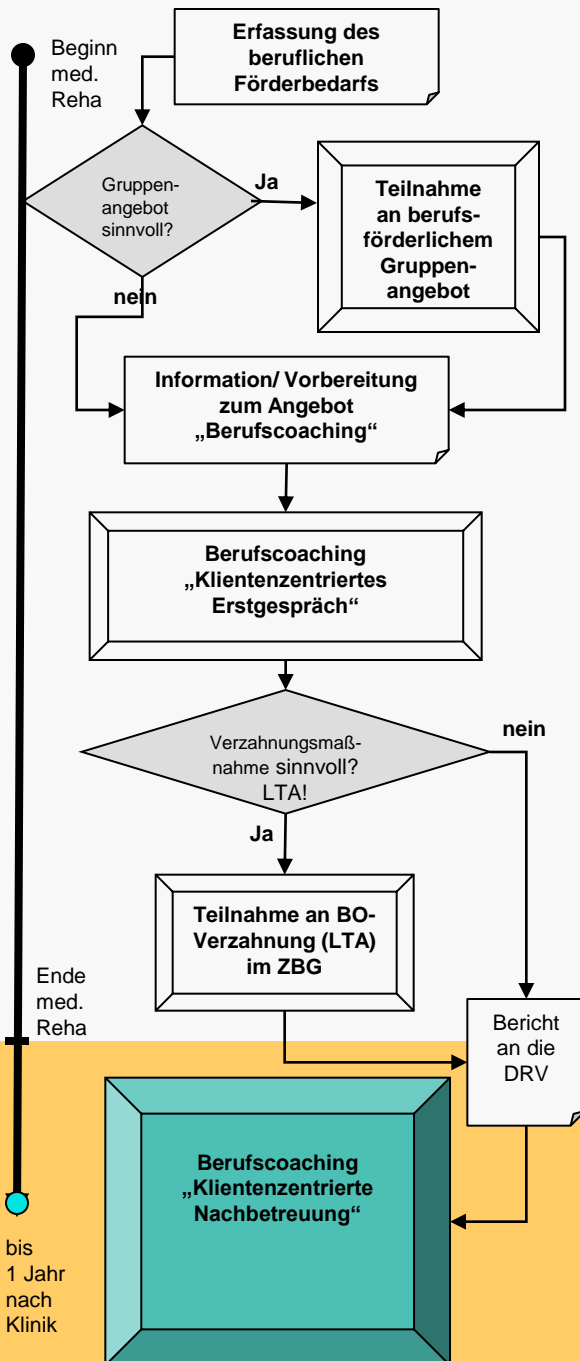 Beginn
med.
Reha
Erfassung des
beruflichen
Förderbedarfs
Gruppen-
angebot
sinnvoll?
Ja
Teilnahme
an berufs-
förderlichem
Gruppen-
angebot
nein
Information/ Vorbereitung
zum Angebot
„Berufscoaching“
Berufscoaching
„Klientenzentriertes
Erstgespräch“
Verzahnungsmaß-
nahme sinnvoll?
LTA!
nein
Ja
Teilnahme an BO-
Verzahnung (LTA)
im ZBG
Ende
med.
Reha
Bericht
an die
DRV
Berufscoaching
„Klientenzentrierte
Nachbetreuung“
bis
1 Jahr
nach
Klinik